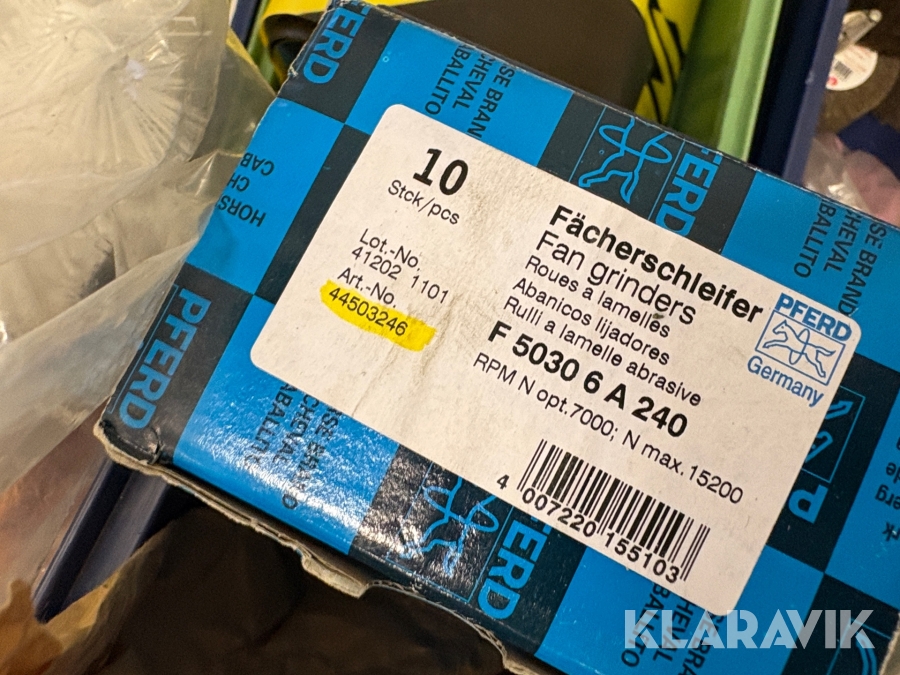 10
Stck/pcs
Lot.-No.
41202 1101
Art.-No.
44503246
Fächerschleifer
Fan grinders
Roues à lamelles
Abanicos lijadores
Rulli a lamelle abrasive
F 5030 6 A 240
RPM N opt.7000; N max.15200
4 007220 155103
PFERD
Germany
PFERD
PFERD
PFERD
PFERD
KLARAVIK